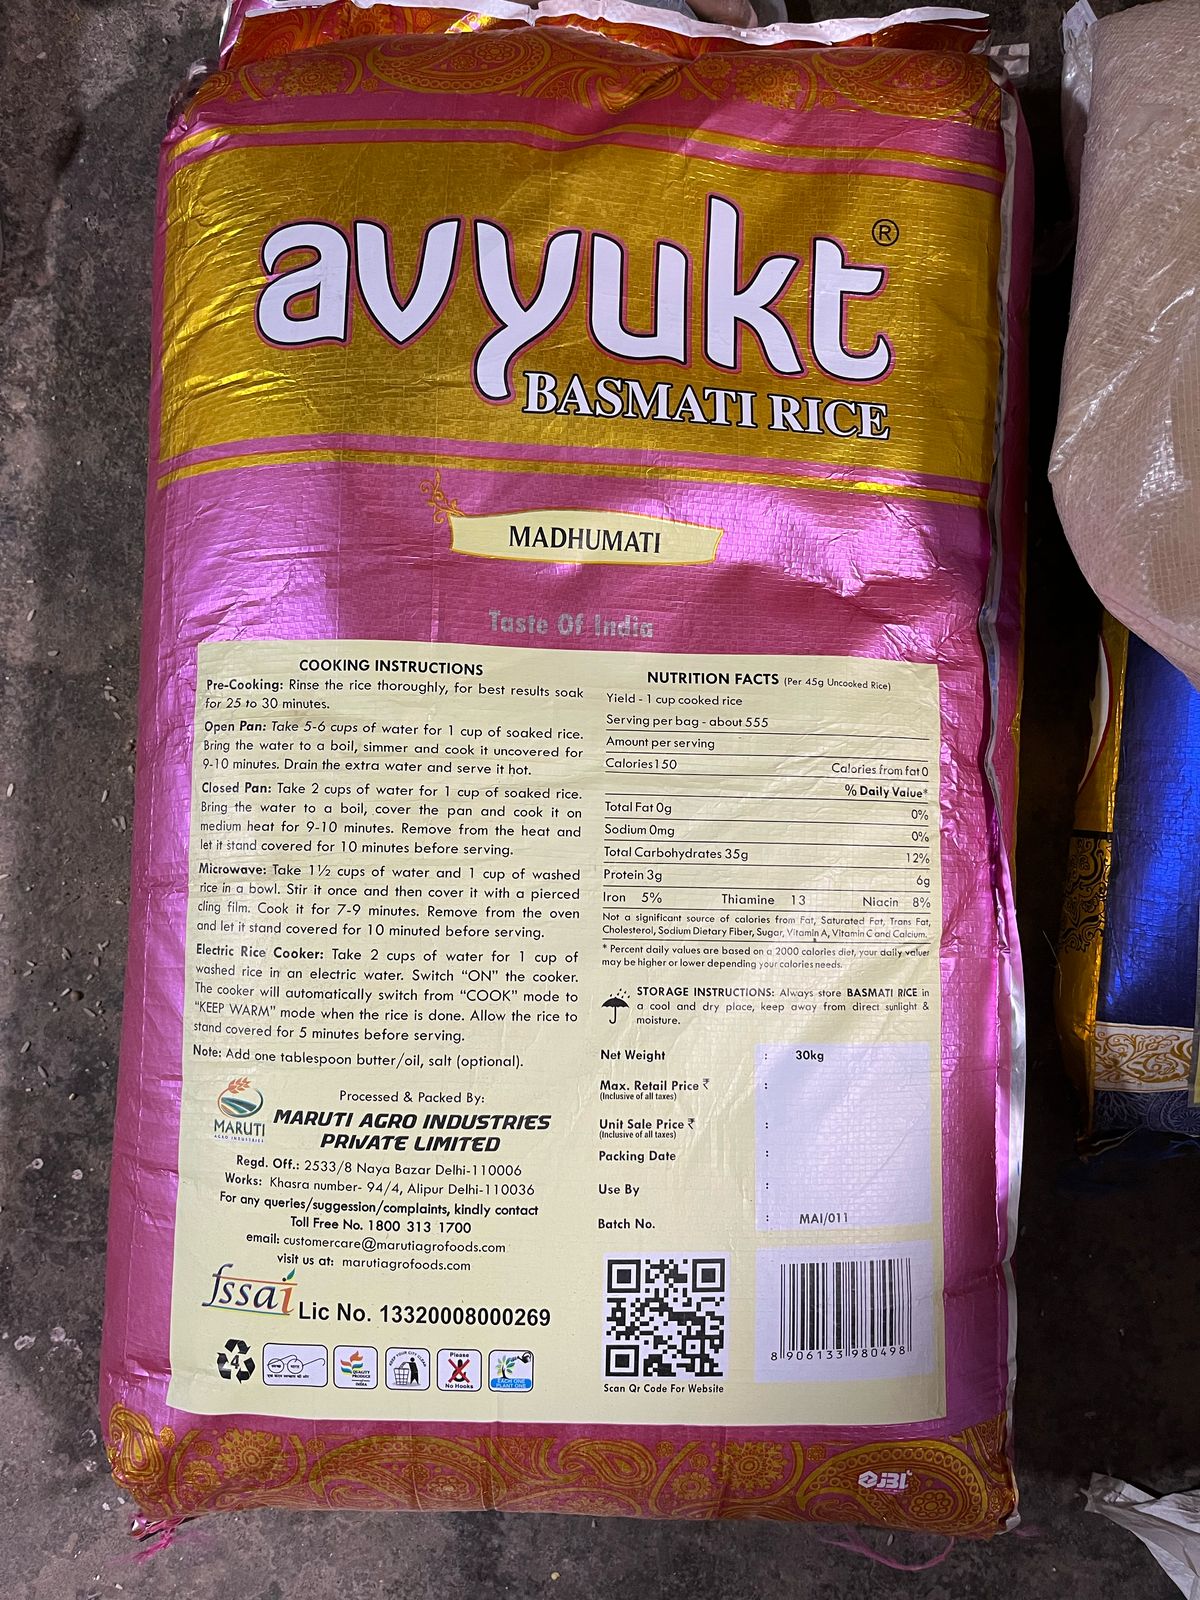 avyukt ®
BASMATI RICE
MADHUMATI
Taste Of India
COOKING INSTRUCTIONS
Pre-Cooking: Rinse the rice thoroughly, for best results soak
for 25 to 30 minutes.
Open Pan: Take 5-6 cups of water for 1 cup of soaked rice.
Bring the water to a boil, simmer and cook it uncovered for
9-10 minutes. Drain the extra water and serve it hot.
Closed Pan: Take 2 cups of water for 1 cup of soaked rice.
Bring the water to a boil, cover the pan and cook it on
medium heat for 9-10 minutes. Remove from the heat and
let it stand covered for 10 minutes before serving.
Microwave: Take 1½ cups of water and 1 cup of washed
rice in a bowl. Stir it once and then cover it with a pierced
cling film. Cook it for 7-9 minutes. Remove from the oven
and let it stand covered for 10 minuted before serving.
Electric Rice Cooker: Take 2 cups of water for 1 cup of
washed rice in an electric water. Switch "ON" the cooker.
The cooker will automatically switch from "COOK" mode to
"KEEP WARM" mode when the rice is done. Allow the rice to
stand covered for 5 minutes before serving.
Note: Add one tablespoon butter/oil, salt (optional).
MARUTI
AGRO INDUSTRIES
Processed & Packed By:
MARUTI AGRO INDUSTRIES
PRIVATE LIMITED
Regd. Off.: 2533/8 Naya Bazar Delhi-110006
Works: Khasra number- 94/4, Alipur Delhi-110036
For any queries/suggession/complaints, kindly contact
Toll Free No. 1800 313 1700
email: customercare@marutiagrofoods.com
visit us at: marutiagrofoods.com
fssai Lic No. 13320008000269
4
QUALITY
PRODUCE
INDIA
KEEP YOUR CITY CLEAN
Please
No Hooks
EACH ONE
PLANT ONE
NUTRITION FACTS (Per 45g Uncooked Rice)
Yield - 1 cup cooked rice
Serving per bag - about 555
Amount per serving
Calories150 Calories from fat 0
% Daily Value*
Total Fat 0g 0%
Sodium 0mg 0%
Total Carbohydrates 35g 12%
Protein 3g 6g
Iron 5% Thiamine 13 Niacin 8%
Not a significant source of calories from Fat, Saturated Fat, Trans Fat,
Cholesterol, Sodium Dietary Fiber, Sugar, Vitamin A, Vitamin C and Calcium.
* Percent daily values are based on a 2000 calories diet, your daily values
may be higher or lower depending your calories needs.
STORAGE INSTRUCTIONS: Always store BASMATI RICE in
a cool and dry place, keep away from direct sunlight &
moisture.
Net Weight : 30kg
Max. Retail Price ₹ :
(Inclusive of all taxes)
Unit Sale Price ₹ :
(Inclusive of all taxes)
Packing Date :
Use By :
Batch No. : MAI/011
Scan Qr Code For Website
8 906133 980498
JBL